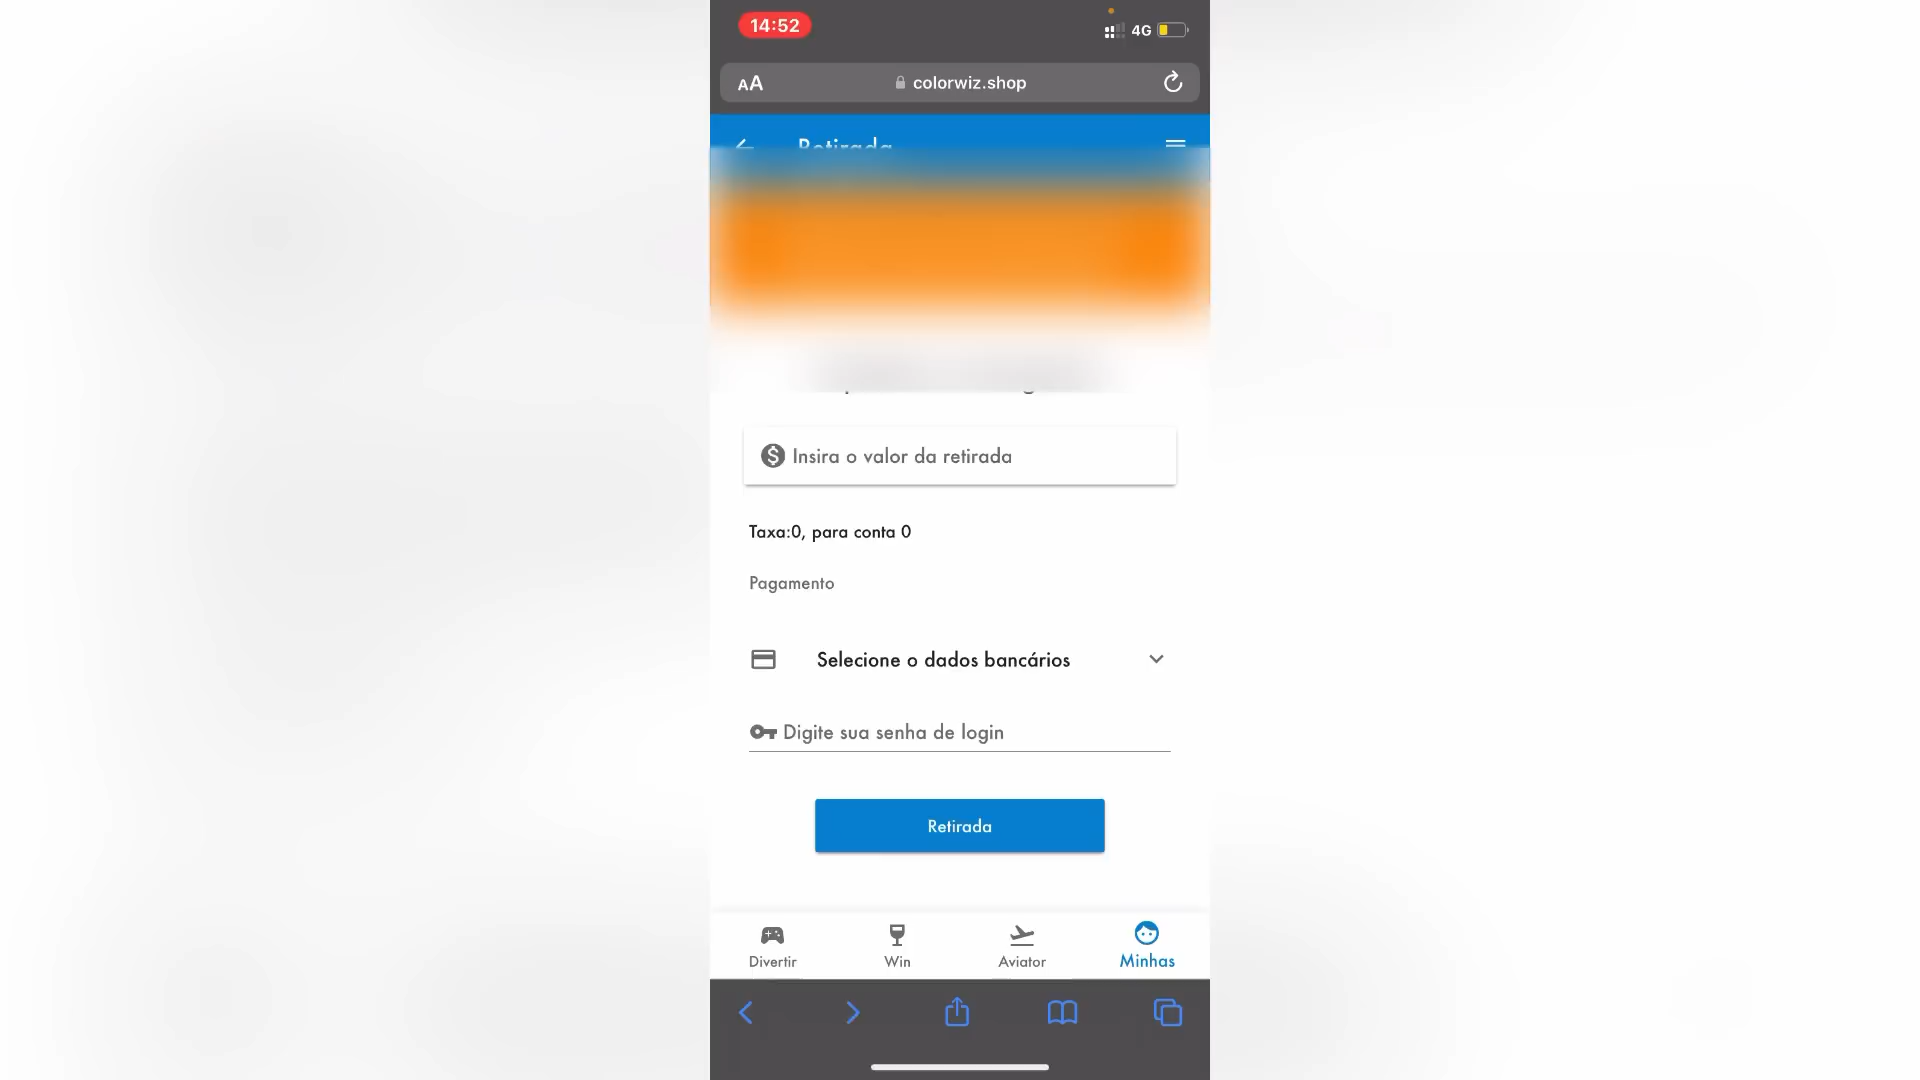 14:52
4G
AA
colorwiz.shop
Retirada
Insira o valor da retirada
Taxa:0, para conta 0
Pagamento
Selecione o dados bancários
Digite sua senha de login
Retirada
Divertir
Win
Aviator
Minhas